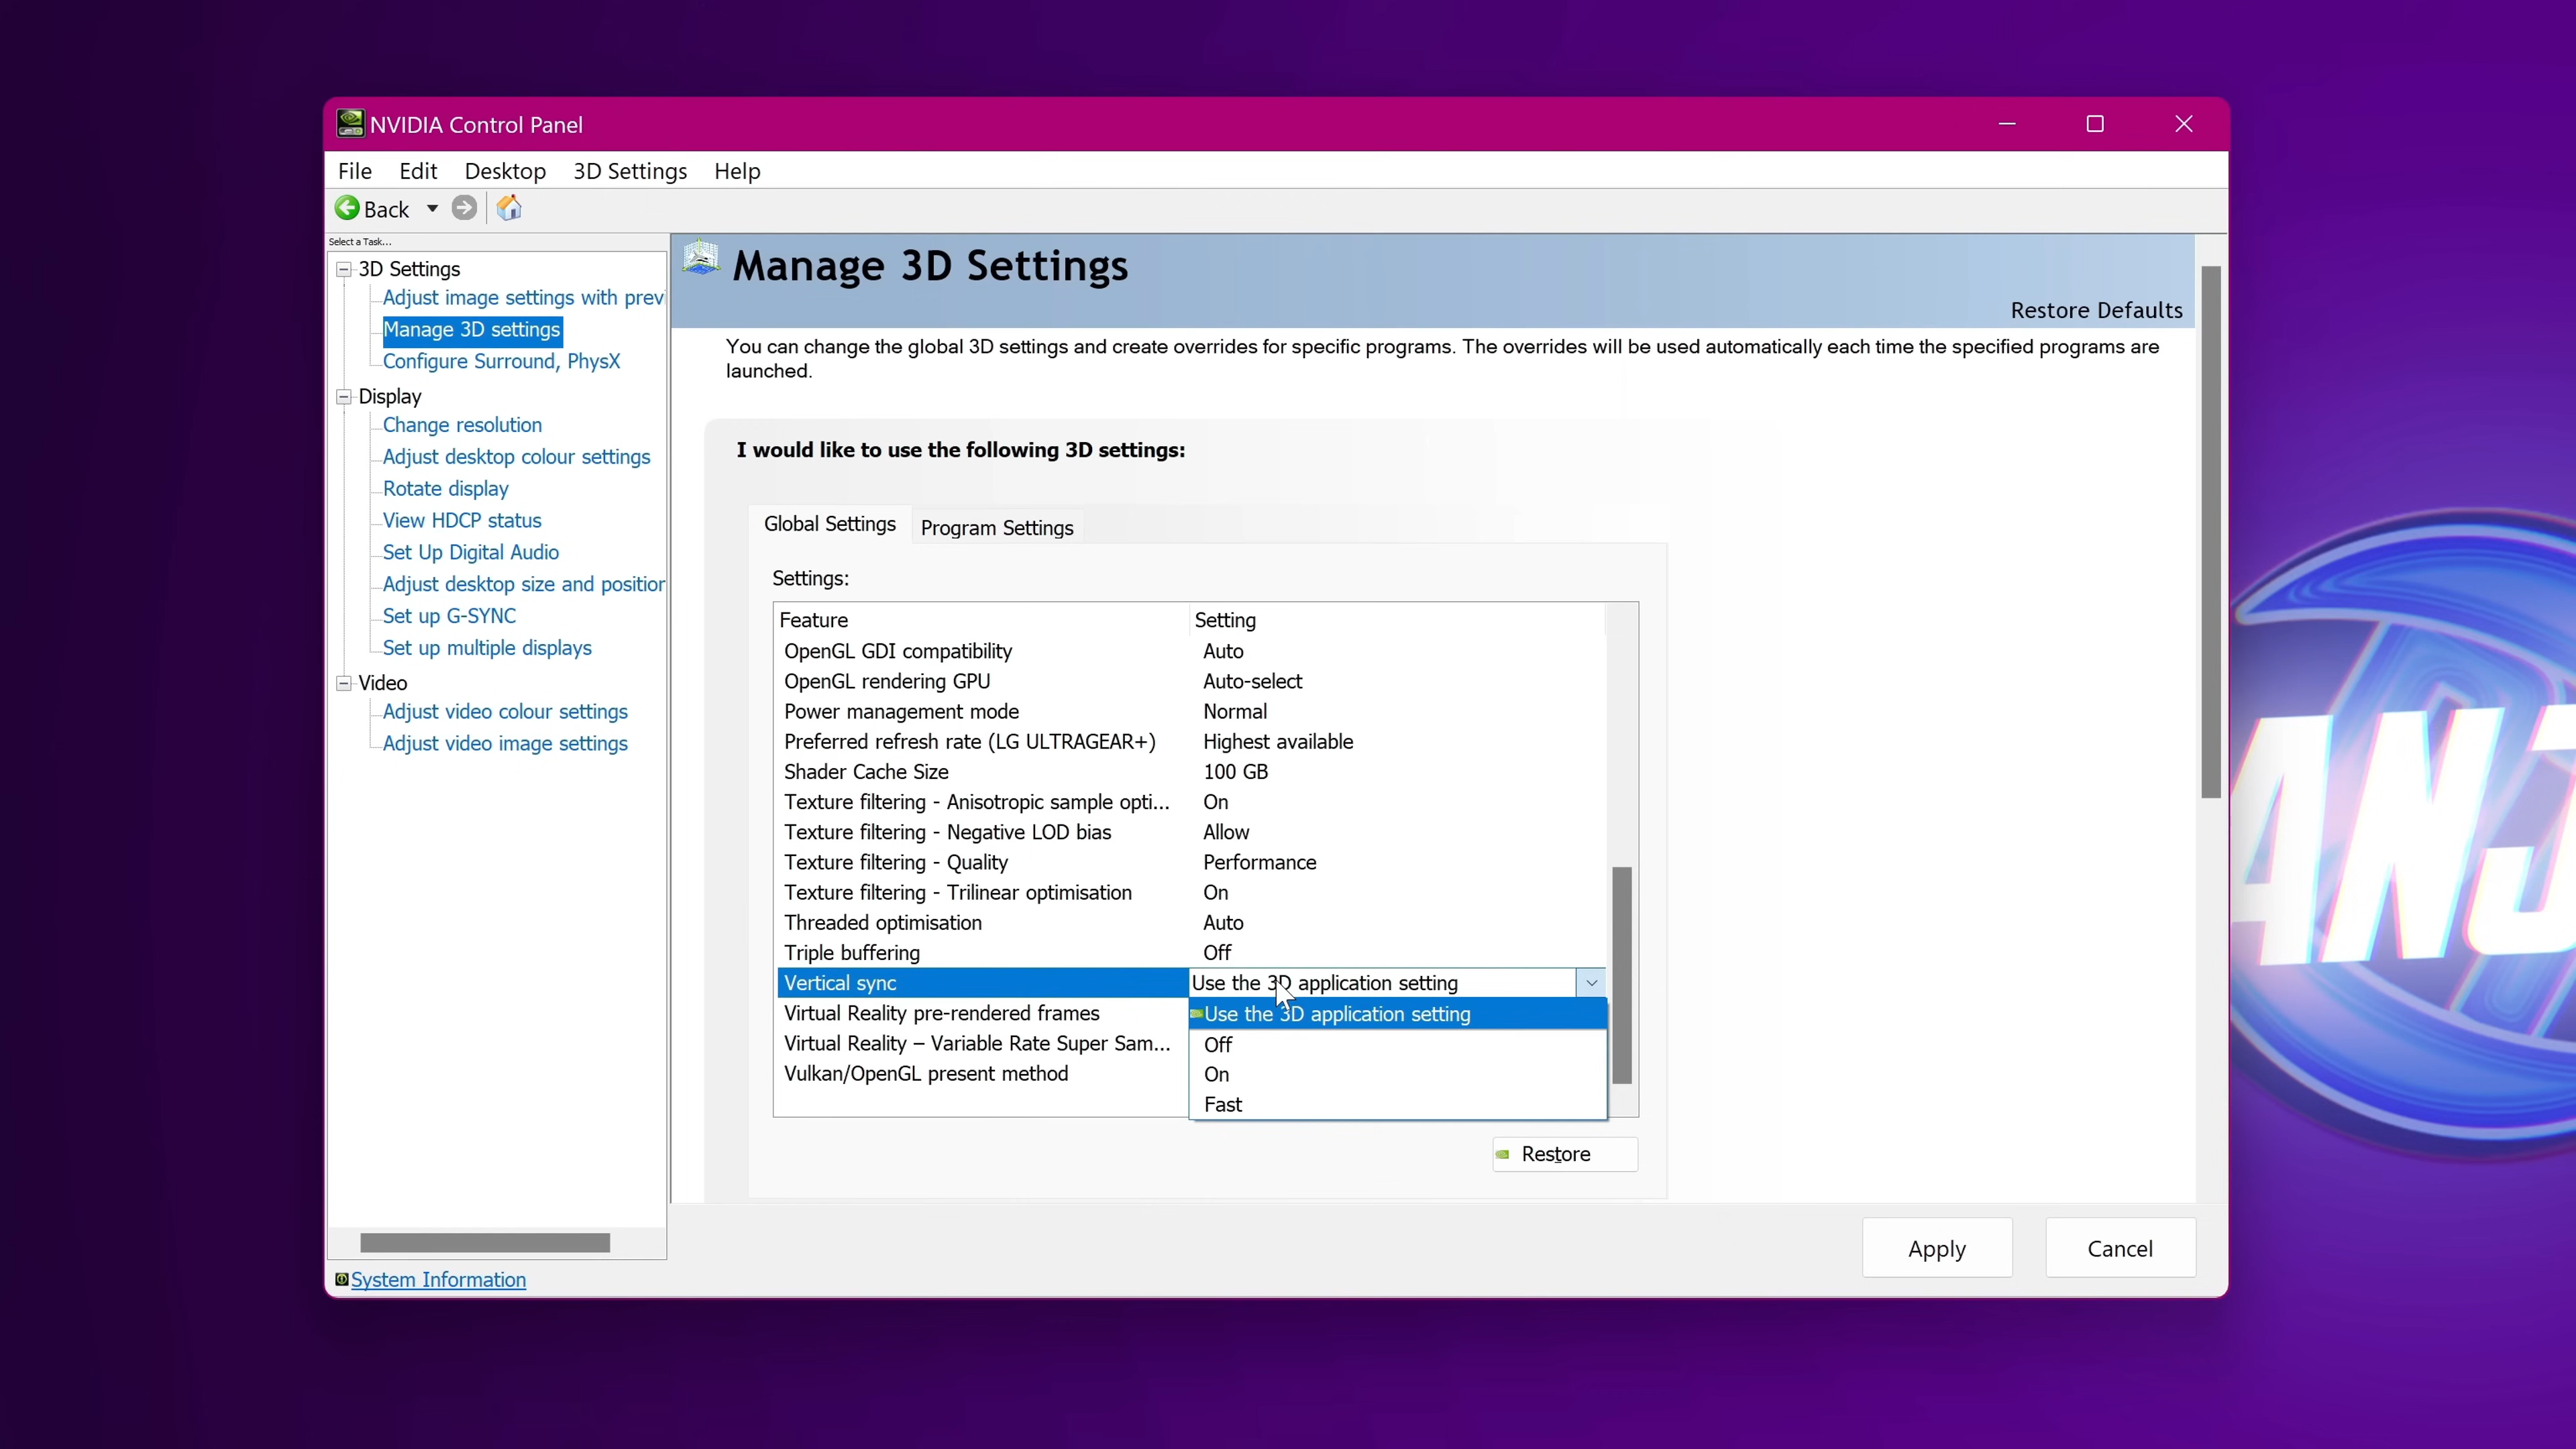 NVIDIA Control Panel
File Edit Desktop 3D Settings Help
Back
Select a Task...
3D Settings
Adjust image settings with previ
Manage 3D settings
Configure Surround, PhysX
Display
Change resolution
Adjust desktop colour settings
Rotate display
View HDCP status
Set Up Digital Audio
Adjust desktop size and position
Set up G-SYNC
Set up multiple displays
Video
Adjust video colour settings
Adjust video image settings
System Information
Manage 3D Settings
Restore Defaults
You can change the global 3D settings and create overrides for specific programs. The overrides will be used automatically each time the specified programs are
launched.
I would like to use the following 3D settings:
Global Settings Program Settings
Settings:
Feature Setting
OpenGL GDI compatibility Auto
OpenGL rendering GPU Auto-select
Power management mode Normal
Preferred refresh rate (LG ULTRAGEAR+) Highest available
Shader Cache Size 100 GB
Texture filtering - Anisotropic sample opti... On
Texture filtering - Negative LOD bias Allow
Texture filtering - Quality Performance
Texture filtering - Trilinear optimisation On
Threaded optimisation Auto
Triple buffering Off
Vertical sync Use the 3D application setting
Virtual Reality pre-rendered frames Use the 3D application setting
Virtual Reality – Variable Rate Super Sam... Off
Vulkan/OpenGL present method On
Fast
Restore
Apply Cancel
ANJ